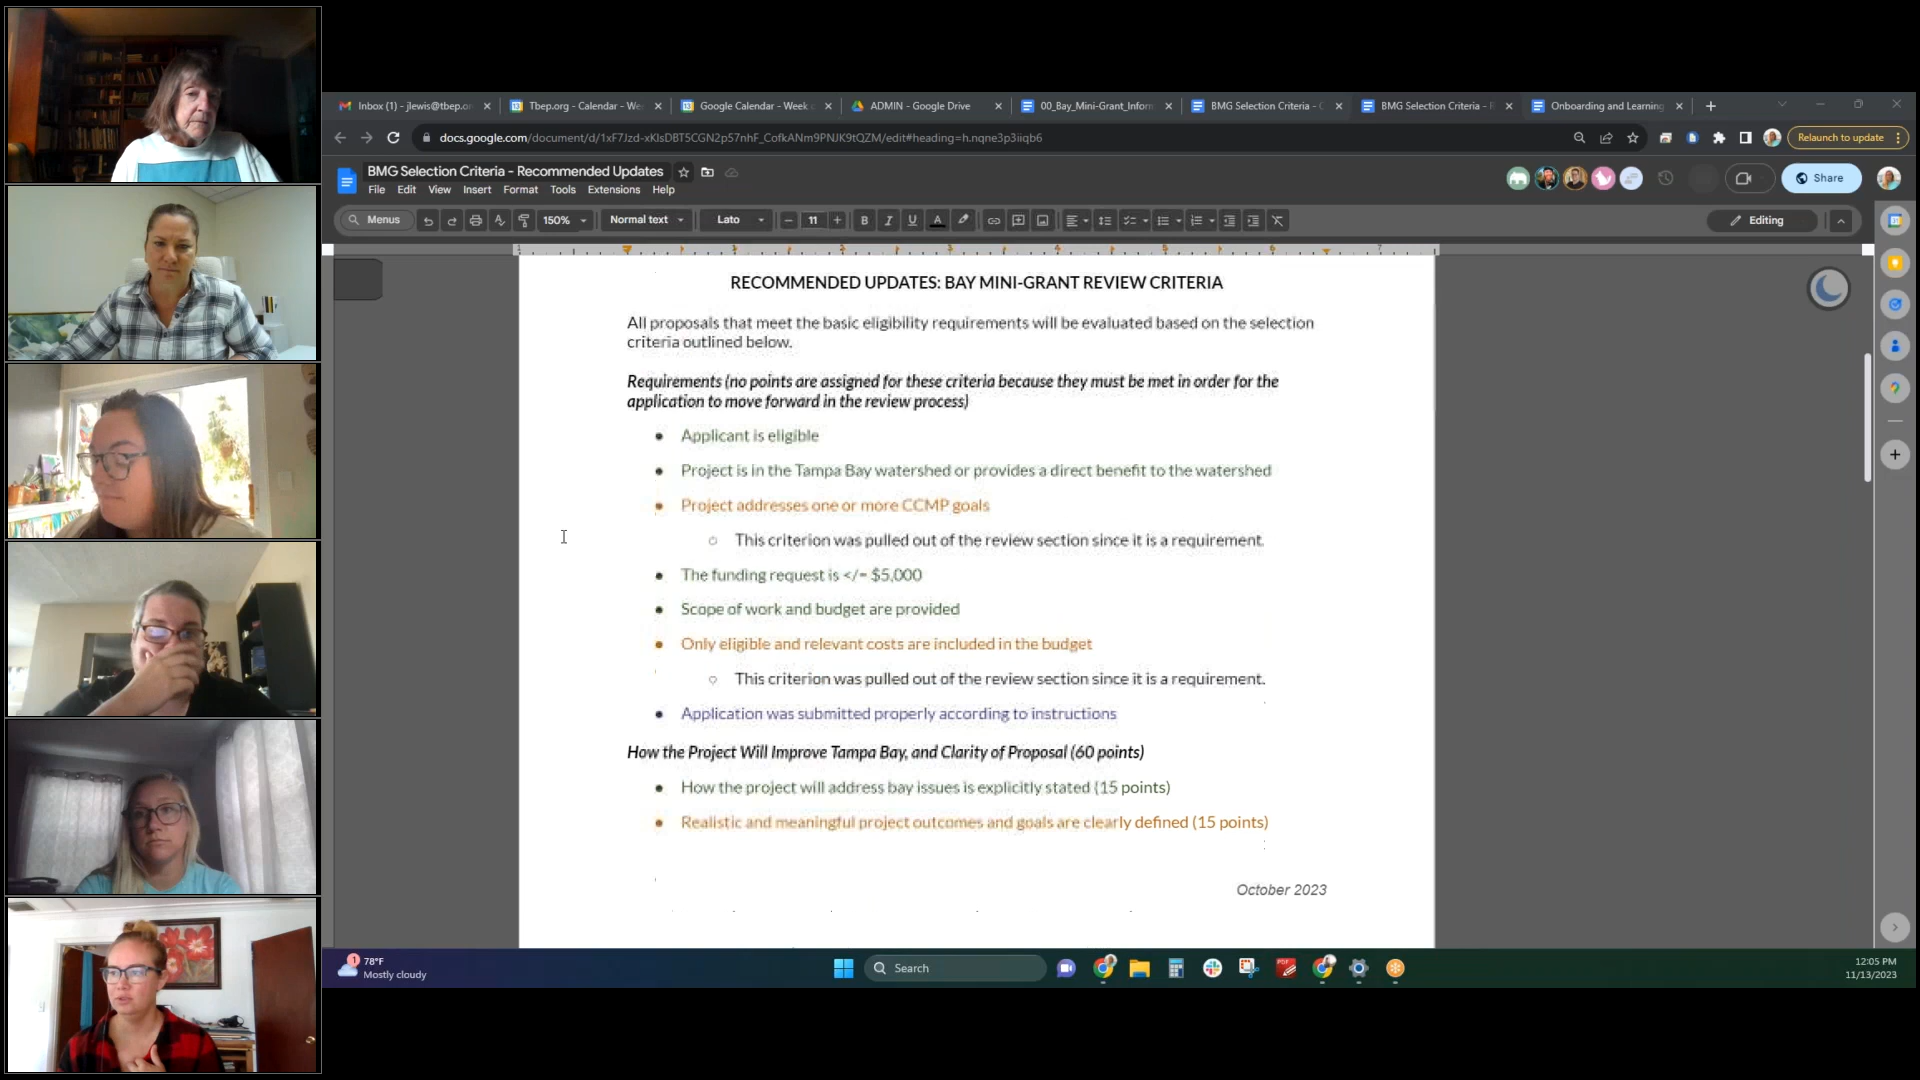 Inbox (1) - jlewis@tbep.or
Tbep.org - Calendar - We
Google Calendar - Week
ADMIN - Google Drive
00_Bay_Mini-Grant_Inform
BMG Selection Criteria -
BMG Selection Criteria -
Onboarding and Learning
docs.google.com/document/d/1xF7Jzd-xKIsDBT5CGN2p57nhF_CofkANm9PNJK9tQZM/edit#heading=h.nqne3p3iiqb6
Relaunch to update
BMG Selection Criteria - Recommended Updates
File Edit View Insert Format Tools Extensions Help
Share
Menus
150%
Normal text
Lato
11
Editing
RECOMMENDED UPDATES: BAY MINI-GRANT REVIEW CRITERIA
All proposals that meet the basic eligibility requirements will be evaluated based on the selection
criteria outlined below.
Requirements (no points are assigned for these criteria because they must be met in order for the
application to move forward in the review process)
Applicant is eligible
Project is in the Tampa Bay watershed or provides a direct benefit to the watershed
Project addresses one or more CCMP goals
This criterion was pulled out of the review section since it is a requirement.
The funding request is </= $5,000
Scope of work and budget are provided
Only eligible and relevant costs are included in the budget
This criterion was pulled out of the review section since it is a requirement.
Application was submitted properly according to instructions
How the Project Will Improve Tampa Bay, and Clarity of Proposal (60 points)
How the project will address bay issues is explicitly stated (15 points)
Realistic and meaningful project outcomes and goals are clearly defined (15 points)
October 2023
1
78°F
Mostly cloudy
Search
12:05 PM
11/13/2023